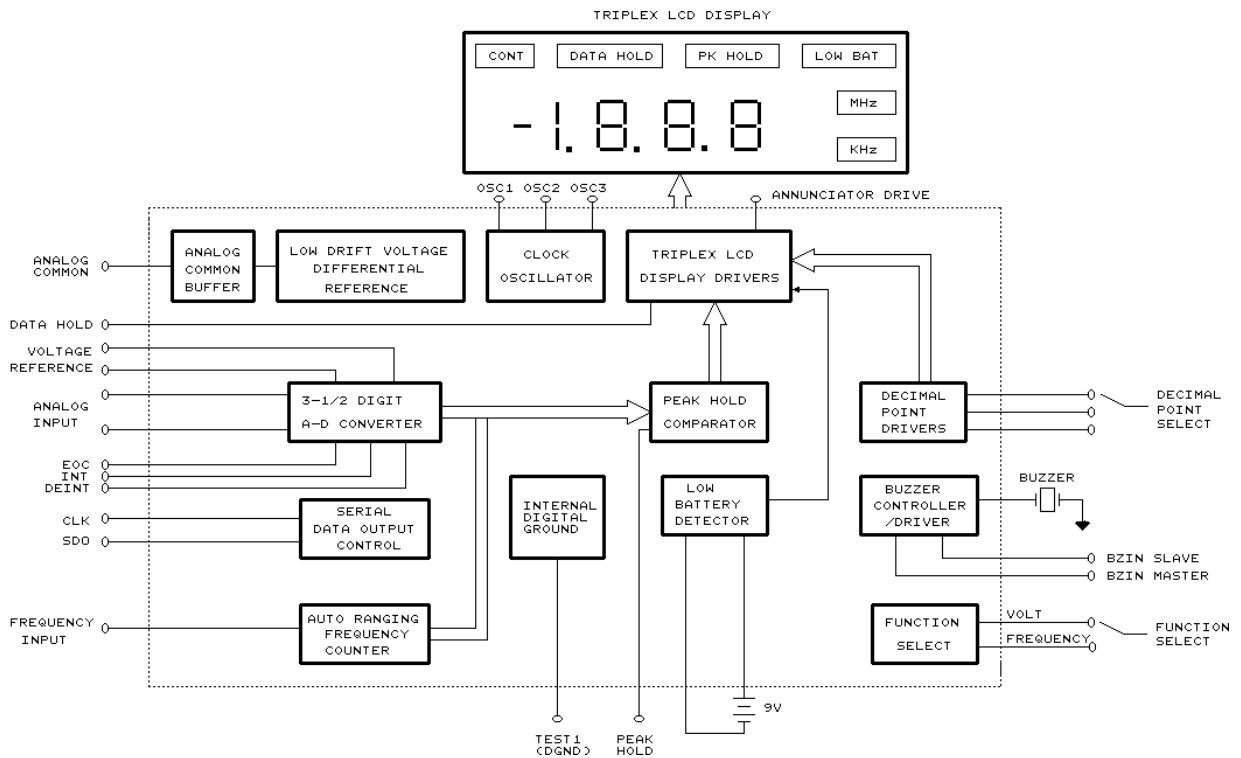 TRIPLEX LCD DISPLAY
CONT
DATA HOLD
PK HOLD
LOW BAT
-1.8.8.8
MHz
KHz
OSC1 OSC2 OSC3
ANNUNCIATOR DRIVE
ANALOG
COMMON
ANALOG
COMMON
BUFFER
LOW DRIFT VOLTAGE
DIFFERENTIAL
REFERENCE
CLOCK
OSCILLATOR
TRIPLEX LCD
DISPLAY DRIVERS
DATA HOLD
VOLTAGE
REFERENCE
ANALOG
INPUT
3-1/2 DIGIT
A-D CONVERTER
PEAK HOLD
COMPARATOR
DECIMAL
POINT
DRIVERS
DECIMAL
POINT
SELECT
EOC
INT
DEINT
CLK
SDO
SERIAL
DATA OUTPUT
CONTROL
INTERNAL
DIGITAL
GROUND
LOW
BATTERY
DETECTOR
BUZZER
CONTROLLER
/DRIVER
BUZZER
BZIN SLAVE
BZIN MASTER
FREQUENCY
INPUT
AUTO RANGING
FREQUENCY
COUNTER
FUNCTION
SELECT
VOLT
FREQUENCY
FUNCTION
SELECT
9V
TEST1
(DGND)
PEAK
HOLD